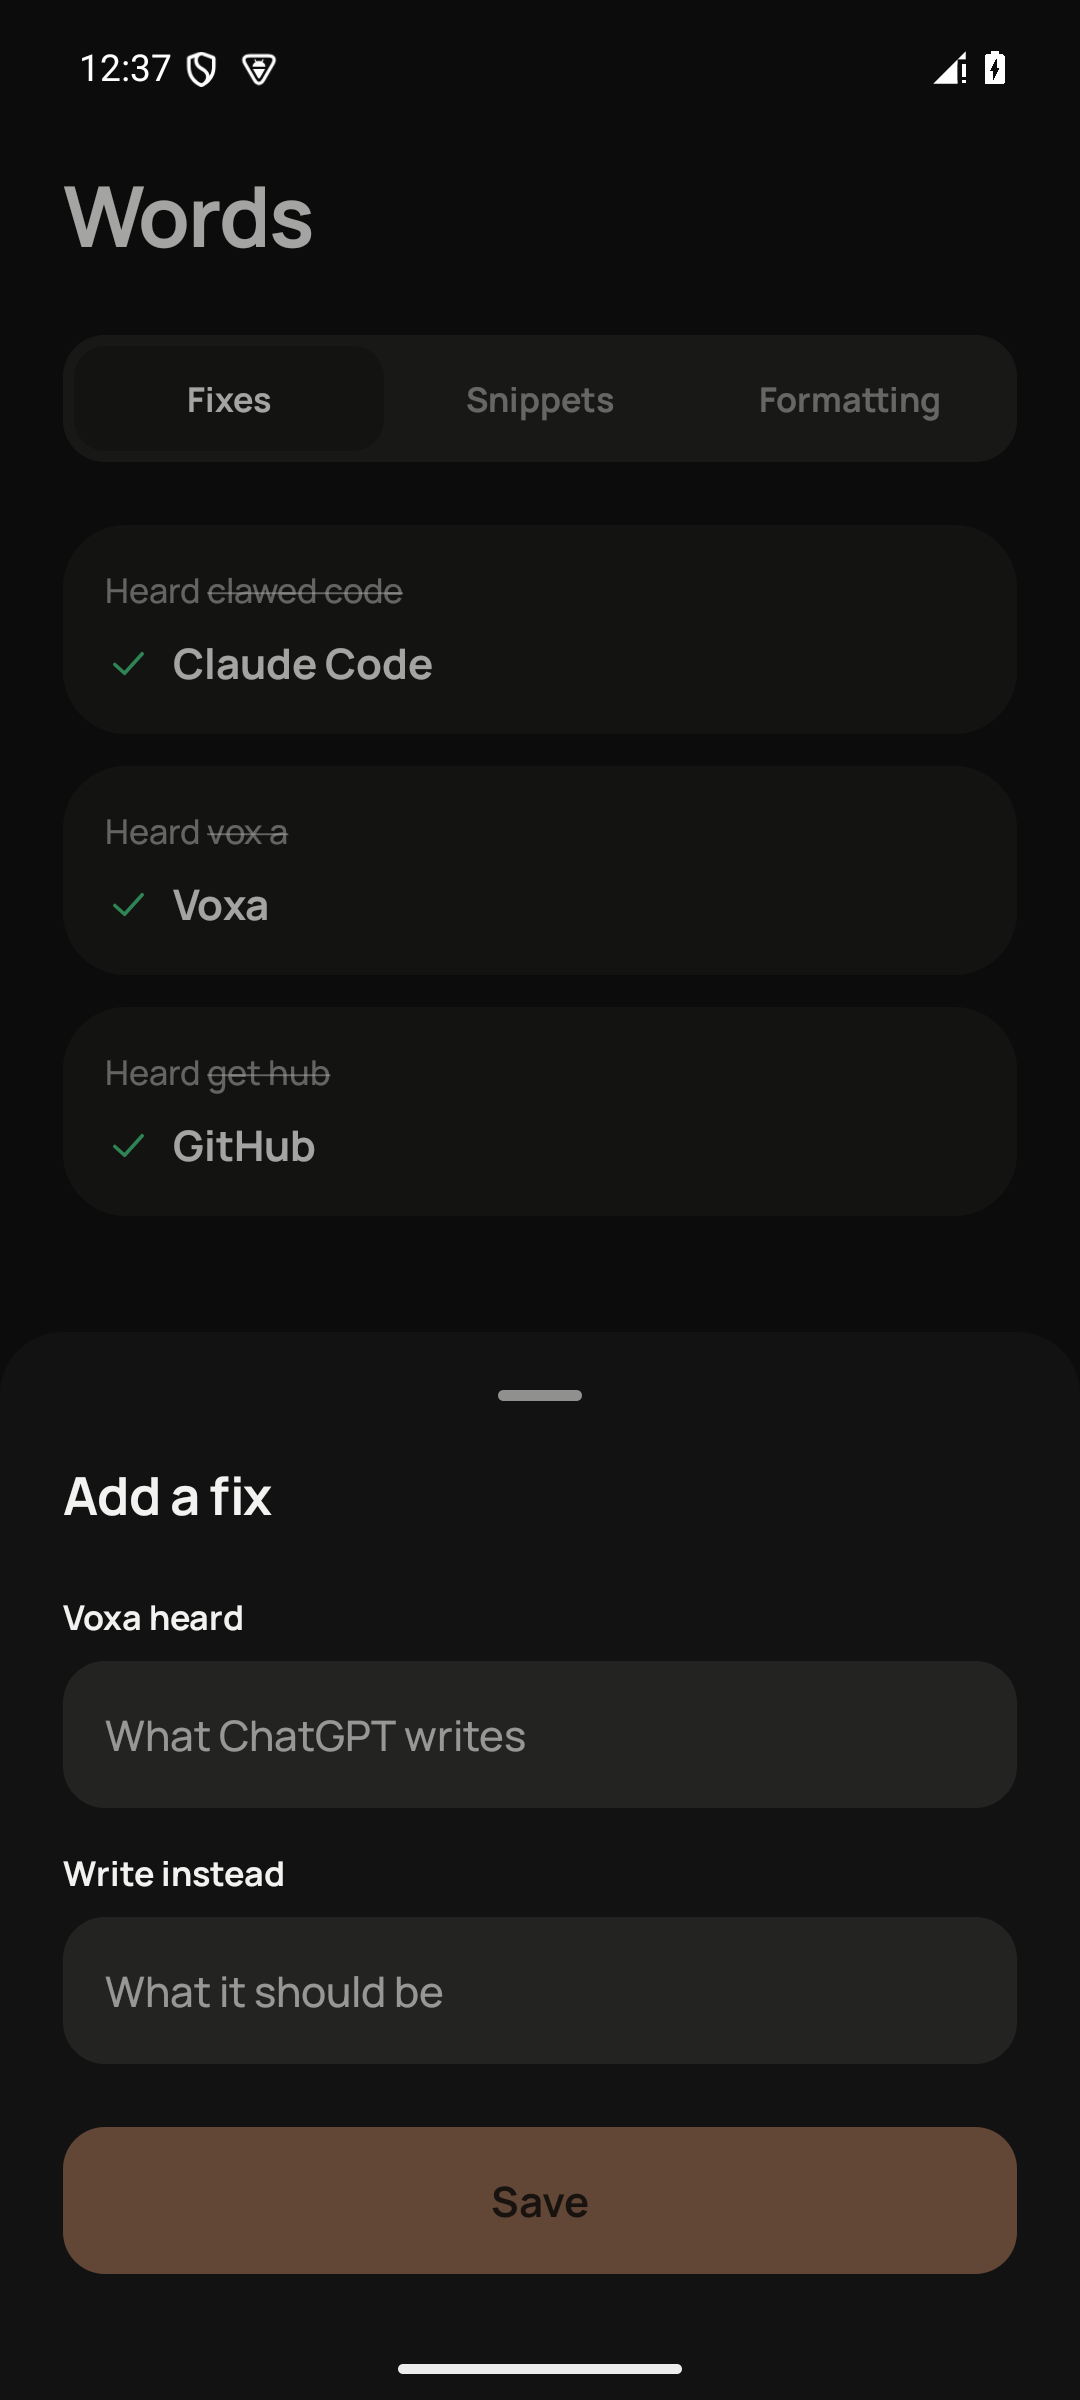 12:37
Words
Fixes
Snippets
Formatting
Heard clawed code
Claude Code
Heard vox a
Voxa
Heard get hub
GitHub
Add a fix
Voxa heard
What ChatGPT writes
Write instead
What it should be
Save